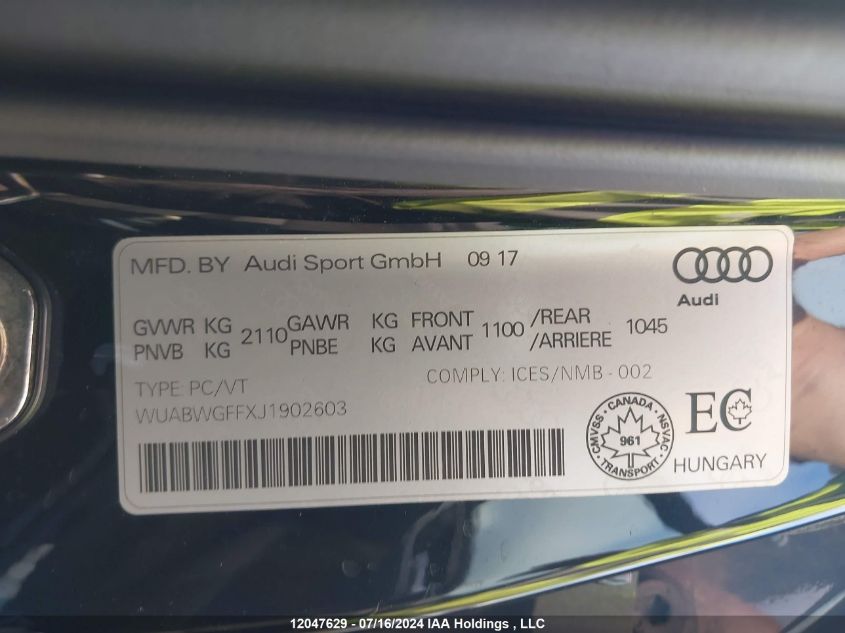 MFD. BY Audi Sport GmbH 09 17
Audi
GVWR KG 2110 GAWR KG FRONT 1100 /REAR 1045
PNVB KG PNBE KG AVANT /ARRIERE
TYPE: PC/VT COMPLY: ICES/NMB - 002
WUABWGFFXJ1902603
CMVSS · CANADA · NSVAC
961
TRANSPORT
EC
HUNGARY
12047629 - 07/16/2024 IAA Holdings , LLC